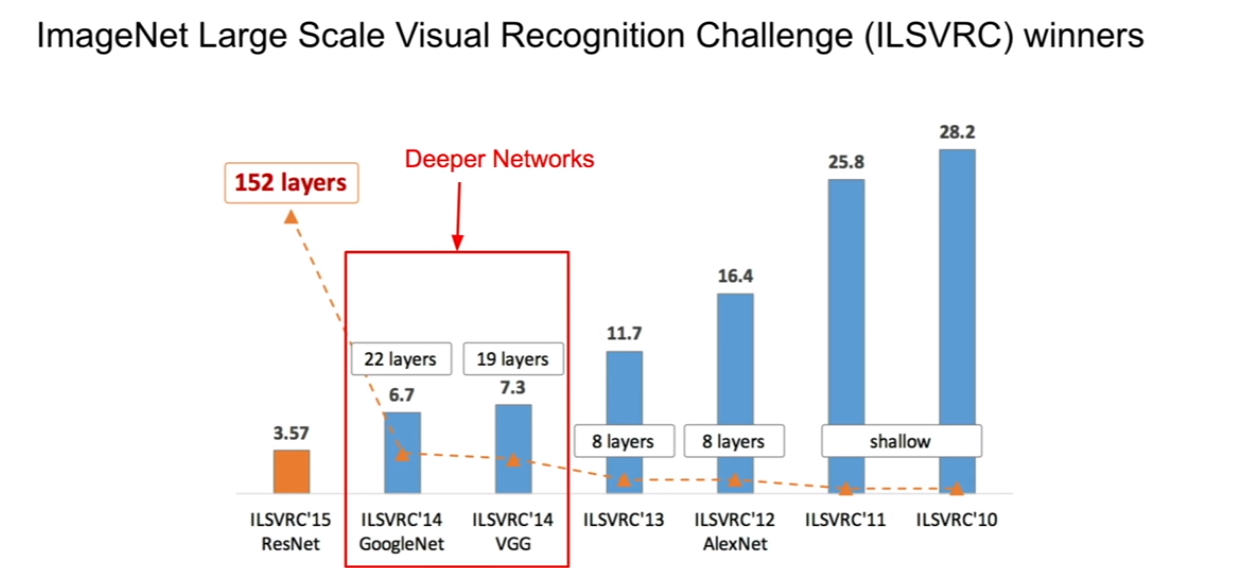 ImageNet Large Scale Visual Recognition Challenge (ILSVRC) winners
28.2
25.8
Deeper Networks
152 layers
16.4
11.7
22 layers
19 layers
6.7
7.3
3.57
8 layers
8 layers
shallow
ILSVRC'15
ResNet
ILSVRC'14
GoogleNet
ILSVRC'14
VGG
ILSVRC'13
ILSVRC'12
AlexNet
ILSVRC'11
ILSVRC'10